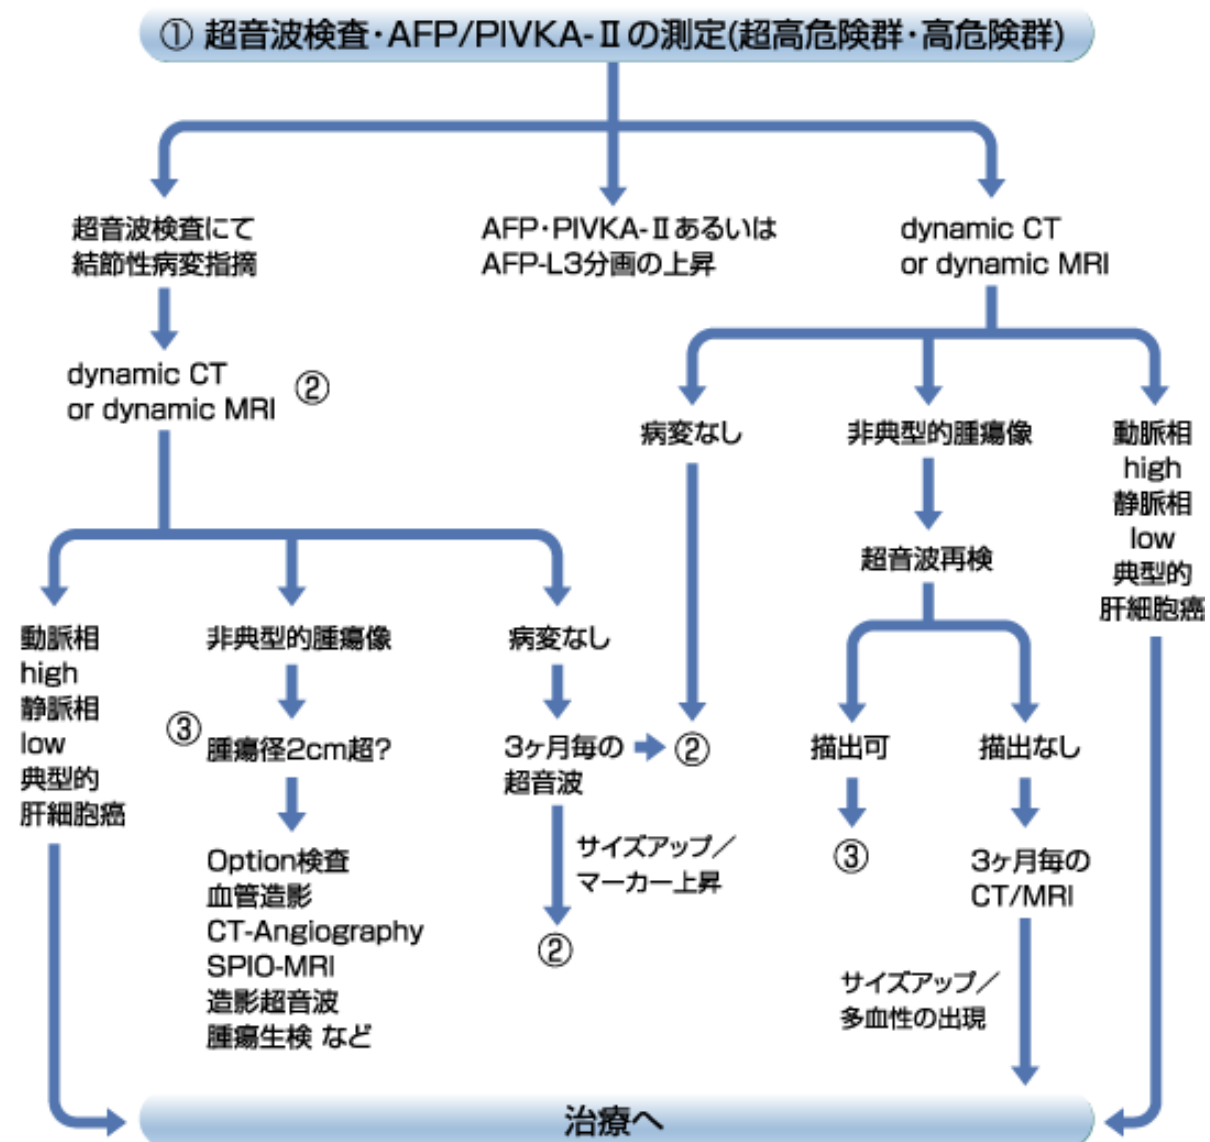 ① 超音波検査・AFP/PIVKA-Ⅱの測定(超高危険群・高危険群)
超音波検査にて
結節性病変指摘
AFP・PIVKA-Ⅱあるいは
AFP-L3分画の上昇
dynamic CT
or dynamic MRI
dynamic CT
or dynamic MRI
②
病変なし
非典型的腫瘍像
動脈相
high
静脈相
low
典型的
肝細胞癌
超音波再検
動脈相
high
静脈相
low
典型的
肝細胞癌
非典型的腫瘍像
③
腫瘍径2cm超?
Option検査
血管造影
CT-Angiography
SPIO-MRI
造影超音波
腫瘍生検 など
病変なし
3ヶ月毎の
超音波
②
サイズアップ/
マーカー上昇
②
描出可
③
描出なし
3ヶ月毎の
CT/MRI
サイズアップ/
多血性の出現
治療へ